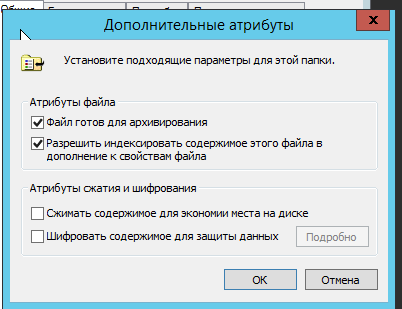 Дополнительные атрибуты
Установите подходящие параметры для этой папки.
Атрибуты файла
Файл готов для архивирования
Разрешить индексировать содержимое этого файла в
дополнение к свойствам файла
Атрибуты сжатия и шифрования
Сжимать содержимое для экономии места на диске
Шифровать содержимое для защиты данных
Подробно
ОК
Отмена